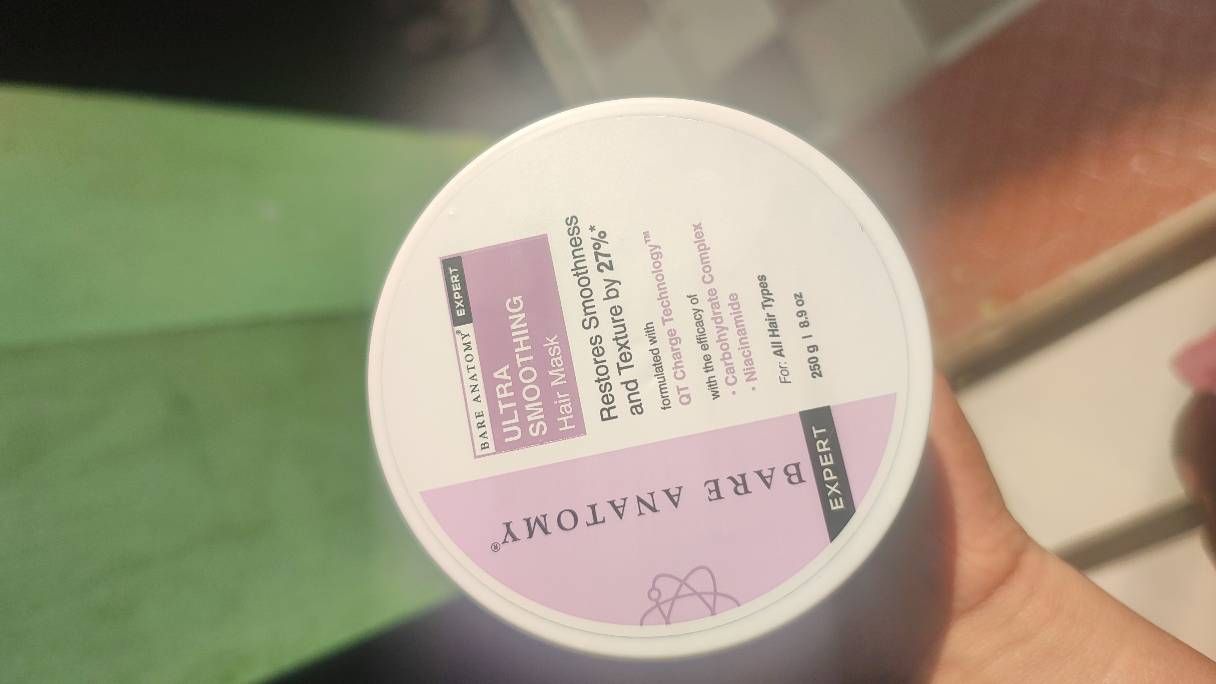 BARE ANATOMY® EXPERT
ULTRA
SMOOTHING
Hair Mask
Restores Smoothness
and Texture by 27%*
formulated with
QT Charge Technology™
with the efficacy of
• Carbohydrate Complex
• Niacinamide
For: All Hair Types
250 g | 8.9 oz
BARE ANATOMY®
EXPERT